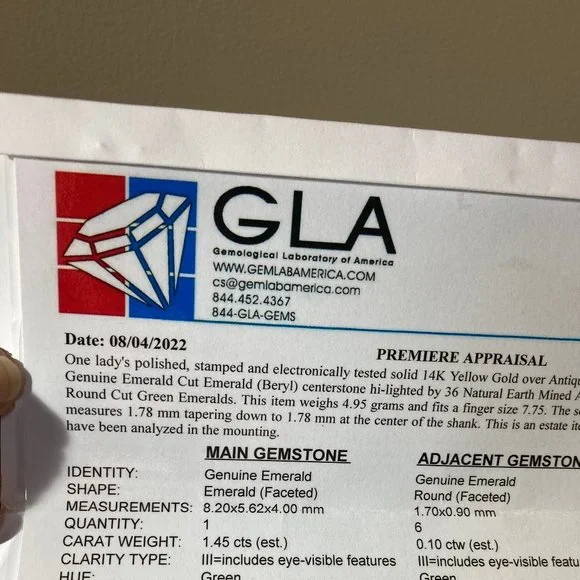 GLA
Gemological Laboratory of America
WWW.GEMLABAMERICA.COM
cs@gemlabamerica.com
844.452.4367
844-GLA-GEMS
Date: 08/04/2022
PREMIERE APPRAISAL
One lady's polished, stamped and electronically tested solid 14K Yellow Gold over
Genuine Emerald Cut Emerald (Beryl) centerstone hi-lighted by 36 Natural Earth Mined
Round Cut Green Emeralds. This item weighs 4.95 grams and fits a finger size 7.75. The
measures 1.78 mm tapering down to 1.78 mm at the center of the shank. This is an estate
have been analyzed in the mounting.
MAIN GEMSTONE ADJACENT
IDENTITY: Genuine Emerald Genuine Emerald
SHAPE: Emerald (Faceted) Round (Faceted)
MEASUREMENTS: 8.20x5.62x4.00 mm 1.70x0.90 mm
QUANTITY: 1 6
CARAT WEIGHT: 1.45 cts (est.) 0.10 ctw (est.)
CLARITY TYPE: III=includes eye-visible features III=includes eye-visible
HUE: Green Green